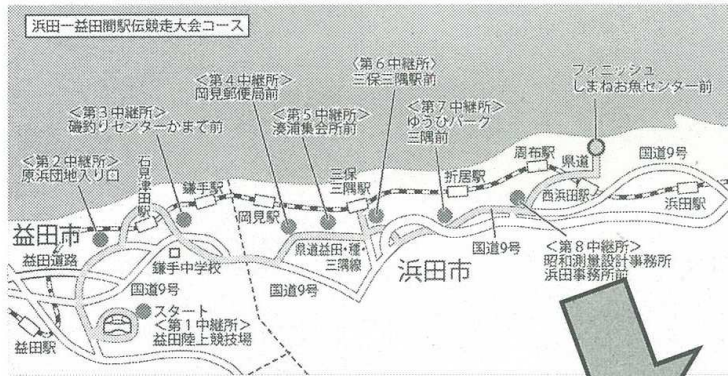 浜田ー益田間駅伝競走大会コース
<第6中継所>
三保三隅駅前
フィニッシュ
しまねお魚センター前
<第4中継所>
岡見郵便局前
<第3中継所>
磯釣りセンターかまて前
<第5中継所>
湊浦集会所前
<第7中継所>
ゆうひパーク
三隅前
<第2中継所>
原浜団地入り口
石見津田駅
鎌手駅
岡見駅
三保
三隅駅
折居駅
周布駅
県道
国道9号
西浜田駅
浜田駅
益田市
益田道路
鎌手中学校
県道益田・種・
三隅線
浜田市
国道9号
<第8中継所>
昭和測量設計事務所
浜田事務所前
国道9号
国道9号
スタート
<第1中継所>
益田陸上競技場
益田駅